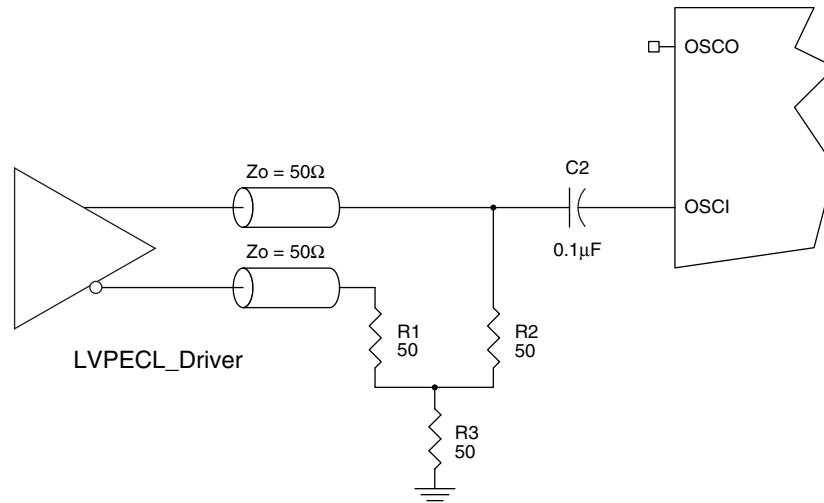 OSCO
Zo = 50Ω
C2
OSCI
0.1μF
Zo = 50Ω
R1
50
R2
50
LVPECL_Driver
R3
50